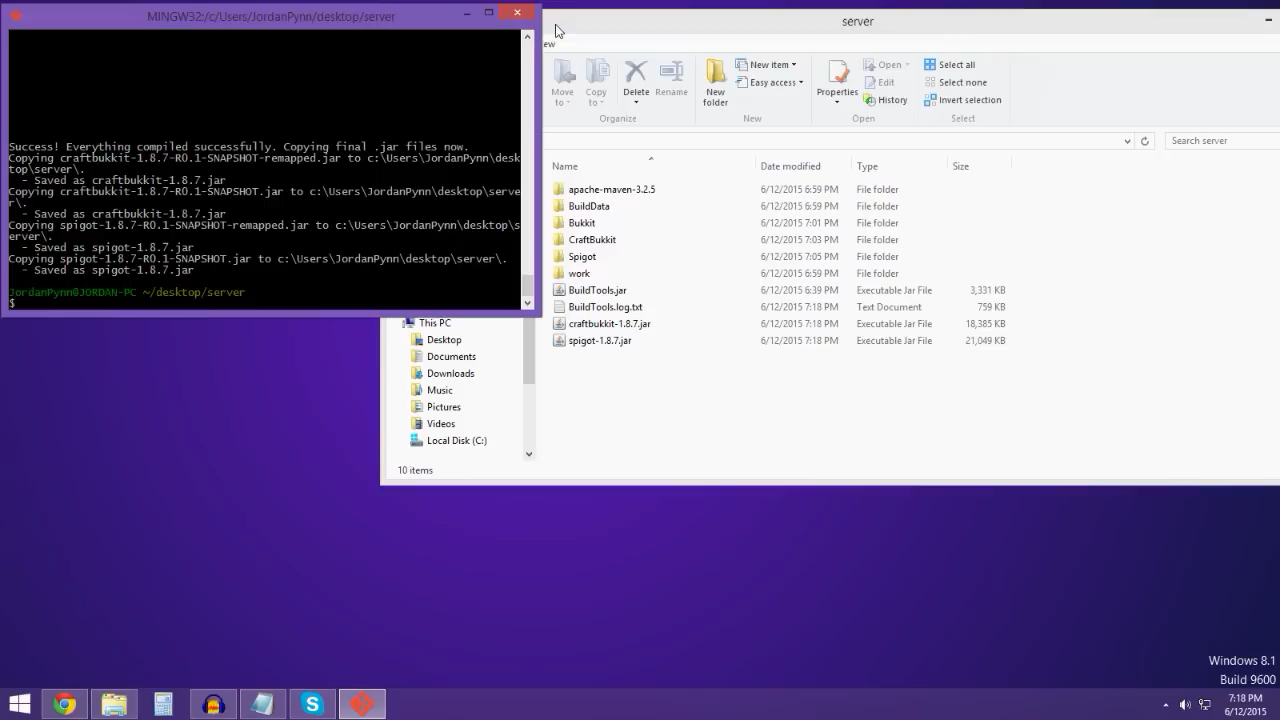 MINGW32:/c/Users/JordanPynn/desktop/server
Success! Everything compiled successfully. Copying final .jar files now.
Copying craftbukkit-1.8.7-R0.1-SNAPSHOT-remapped.jar to c:\Users\JordanPynn\desk
top\server\.
- Saved as craftbukkit-1.8.7.jar
Copying craftbukkit-1.8.7-R0.1-SNAPSHOT.jar to c:\Users\JordanPynn\desktop\serve
r\.
- Saved as craftbukkit-1.8.7.jar
Copying spigot-1.8.7-R0.1-SNAPSHOT-remapped.jar to c:\Users\JordanPynn\desktop\s
erver\.
- Saved as spigot-1.8.7.jar
Copying spigot-1.8.7-R0.1-SNAPSHOT.jar to c:\Users\JordanPynn\desktop\server\.
- Saved as spigot-1.8.7.jar
JordanPynn@JORDAN-PC ~/desktop/server
$
server
ew
Move to
Copy to
Delete
Rename
Organize
New folder
New item
Easy access
New
Properties
Open
Edit
History
Open
Select all
Select none
Invert selection
Select
Search server
Name Date modified Type Size
apache-maven-3.2.5 6/12/2015 6:59 PM File folder
BuildData 6/12/2015 6:59 PM File folder
Bukkit 6/12/2015 7:01 PM File folder
CraftBukkit 6/12/2015 7:03 PM File folder
Spigot 6/12/2015 7:05 PM File folder
work 6/12/2015 7:18 PM File folder
BuildTools.jar 6/12/2015 6:39 PM Executable Jar File 3,331 KB
BuildTools.log.txt 6/12/2015 7:18 PM Text Document 759 KB
craftbukkit-1.8.7.jar 6/12/2015 7:18 PM Executable Jar File 18,385 KB
spigot-1.8.7.jar 6/12/2015 7:18 PM Executable Jar File 21,049 KB
This PC
Desktop
Documents
Downloads
Music
Pictures
Videos
Local Disk (C:)
10 items
Windows 8.1
Build 9600
7:18 PM
6/12/2015